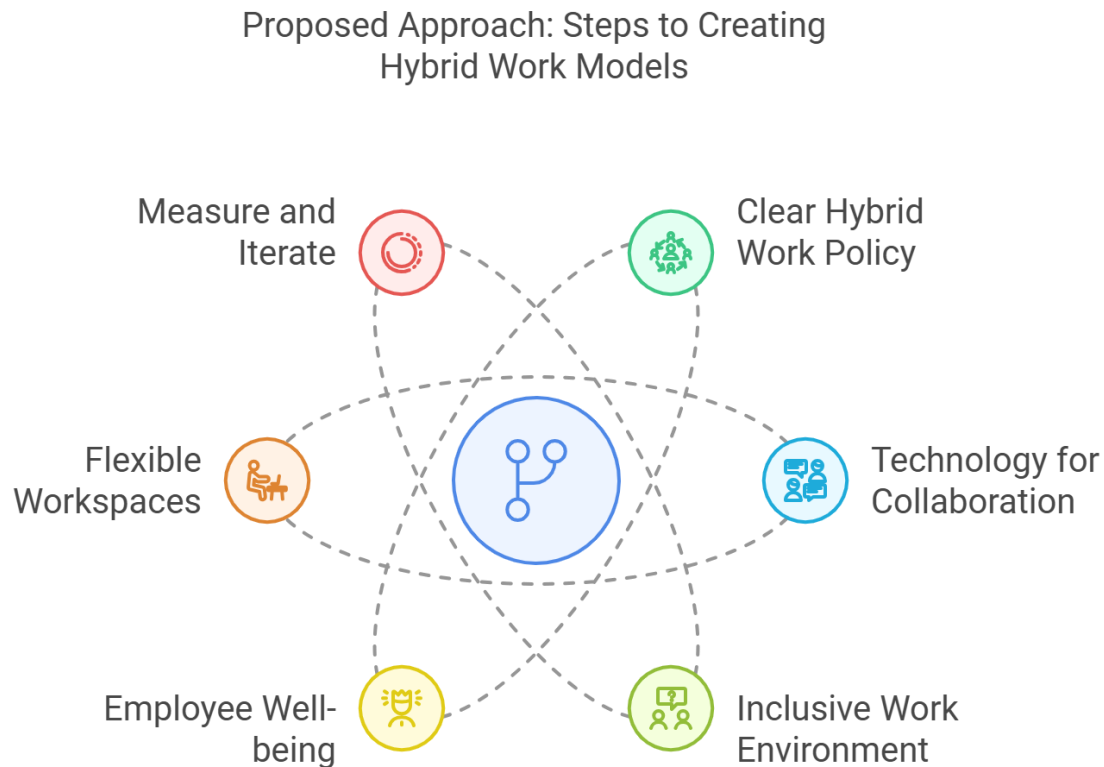 Proposed Approach: Steps to Creating
Hybrid Work Models
Measure and
Iterate
Clear Hybrid
Work Policy
Flexible
Workspaces
Technology for
Collaboration
Employee Well-
being
Inclusive Work
Environment